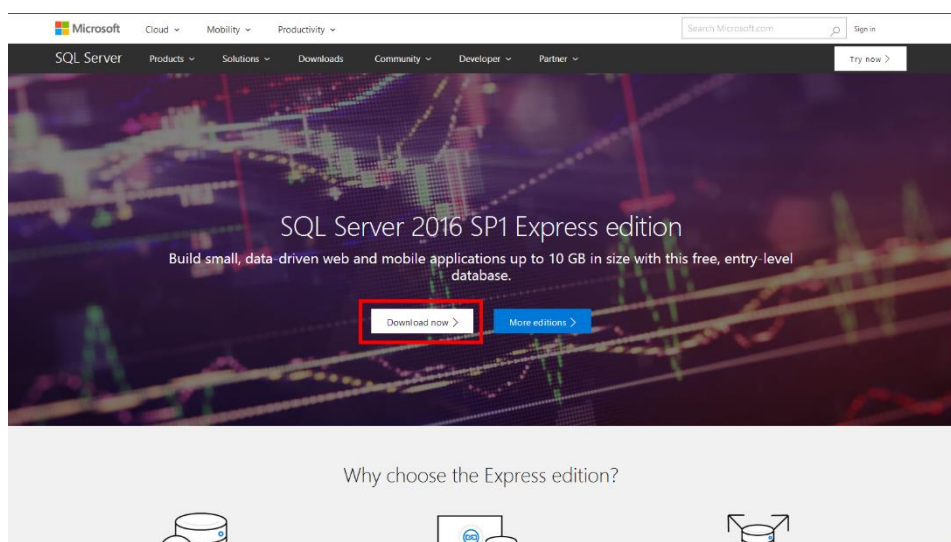 Microsoft Cloud Mobility Productivity Search Microsoft.com Sign in
SQL Server Products Solutions Downloads Community Developer Partner Try now
SQL Server 2016 SP1 Express edition
Build small, data-driven web and mobile applications up to 10 GB in size with this free, entry-level
database.
Download now More editions
Why choose the Express edition?